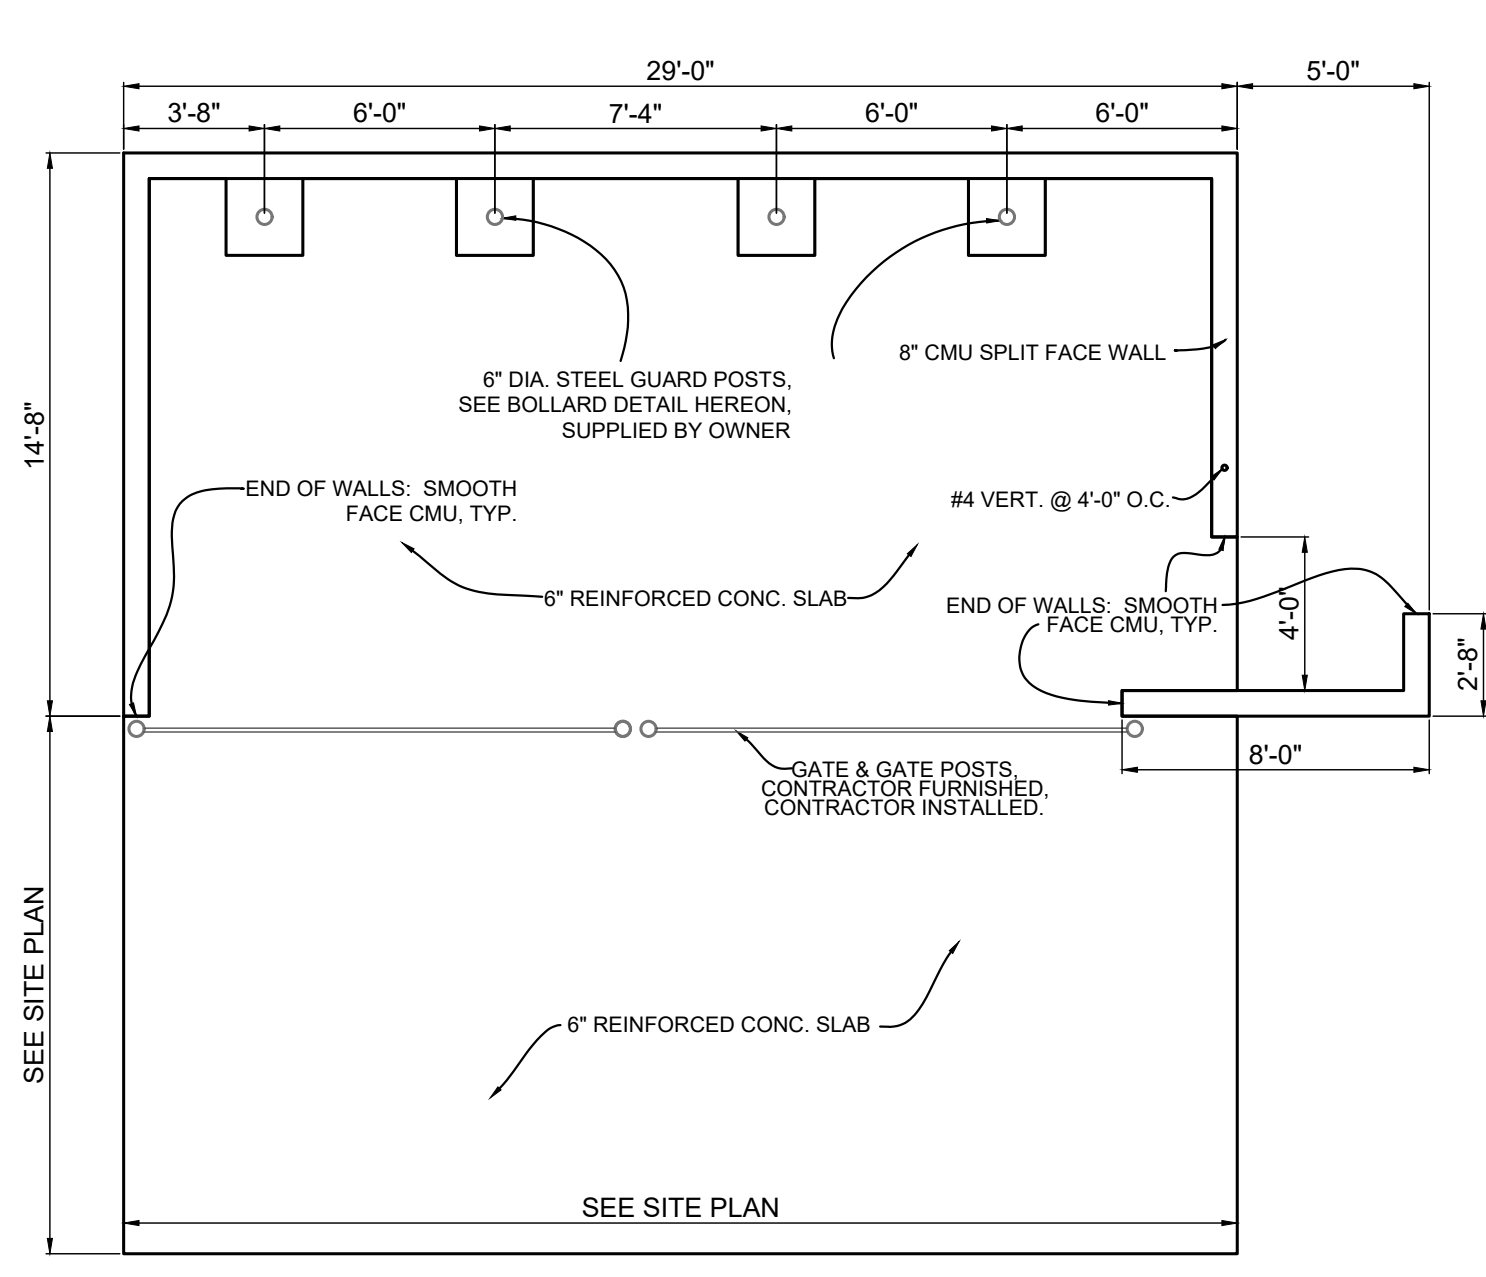 29'-0"
5'-0"
3'-8"
6'-0"
7'-4"
6'-0"
6'-0"
14'-8"
8" CMU SPLIT FACE WALL
6" DIA. STEEL GUARD POSTS,
SEE BOLLARD DETAIL HEREON,
SUPPLIED BY OWNER
END OF WALLS: SMOOTH
FACE CMU, TYP.
#4 VERT. @ 4'-0" O.C.
6" REINFORCED CONC. SLAB
END OF WALLS: SMOOTH
FACE CMU, TYP.
4'-0"
2'-8"
8'-0"
GATE & GATE POSTS,
CONTRACTOR FURNISHED,
CONTRACTOR INSTALLED.
SEE SITE PLAN
6" REINFORCED CONC. SLAB
SEE SITE PLAN